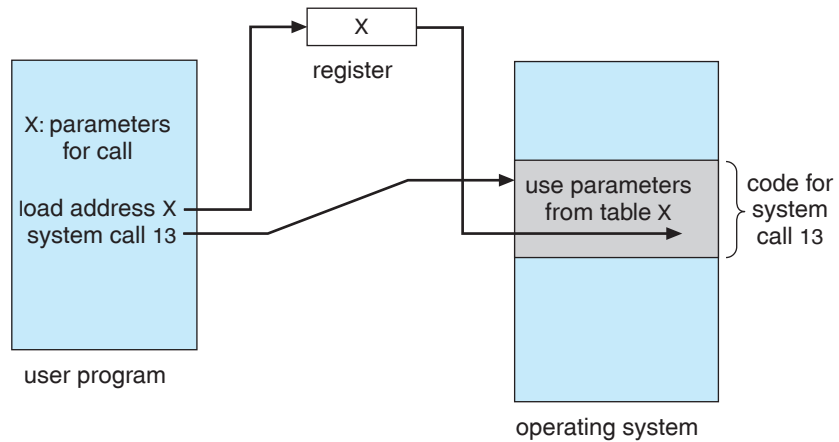 X
register
X: parameters
for call
load address X
system call 13
user program
use parameters
from table X
code for
system
call 13
operating system